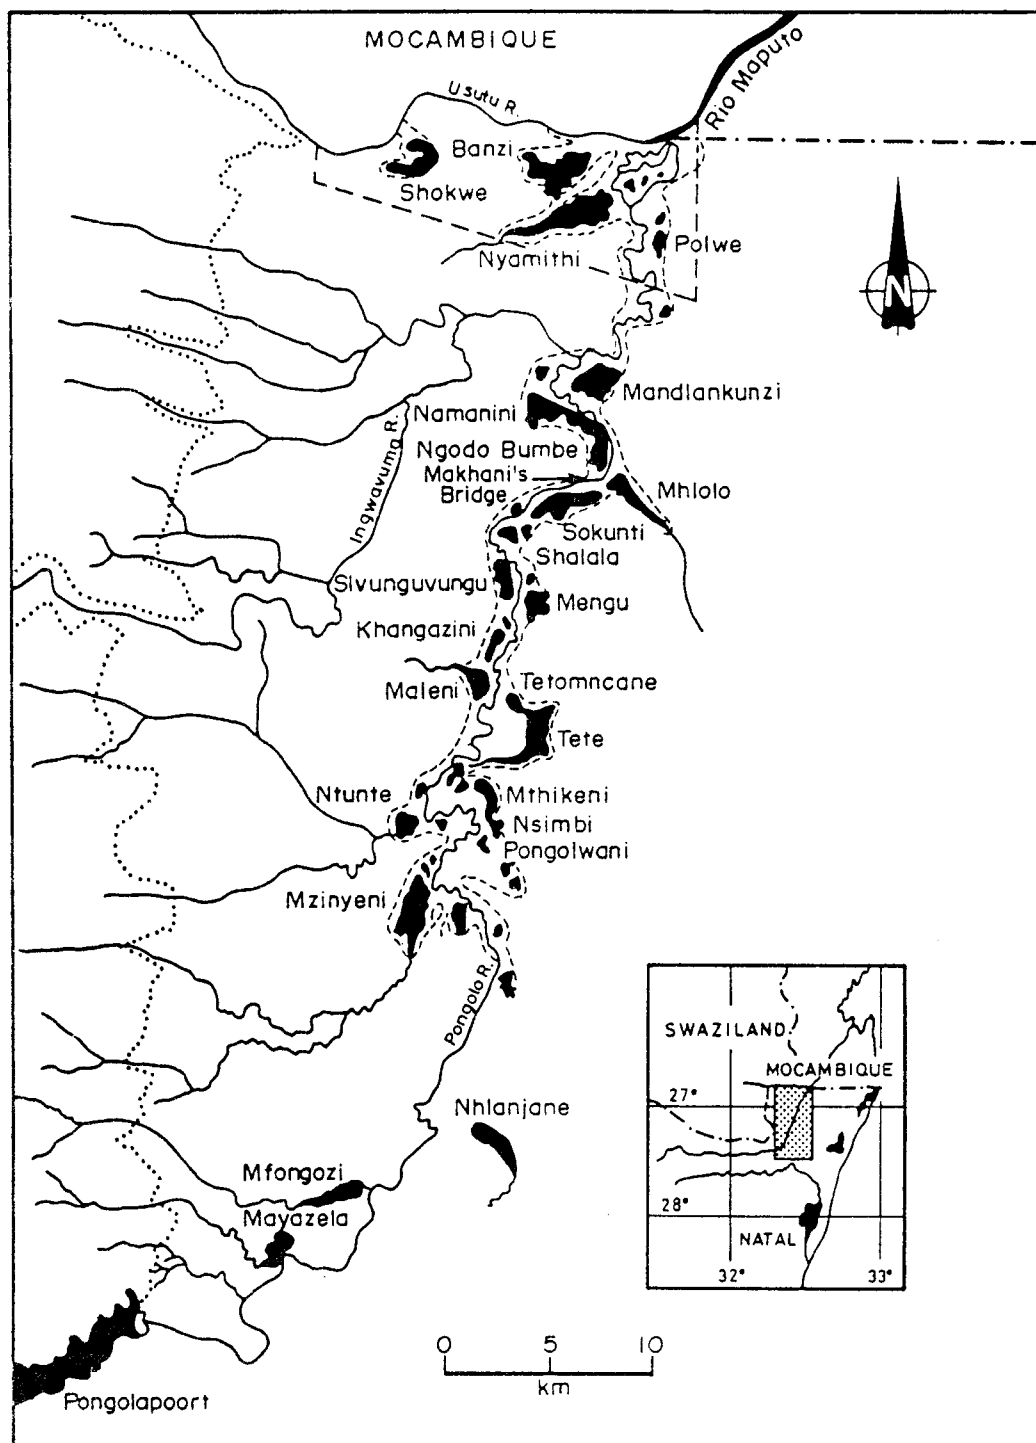 MOCAMBIQUE
Rio Maputo
Usutu R.
Banzi
Shokwe
Nyamithi
Polwe
N
Mandlankunzi
Namanini
Ngodo Bumbe
Makhani's
Bridge
Mhlolo
Ingwavuma R.
Sokunti
Shalala
Sivunguvungu
Mengu
Khangazini
Maleni
Tetomncane
Tete
Ntunte
Mthikeni
Nsimbi
Pongolwani
Mzinyeni
Pongolo R.
Nhlanjane
Mfongozi
Mayazela
Pongolapoort
0 5 10
km
SWAZILAND
MOCAMBIQUE
27°
28°
NATAL
32° 33°